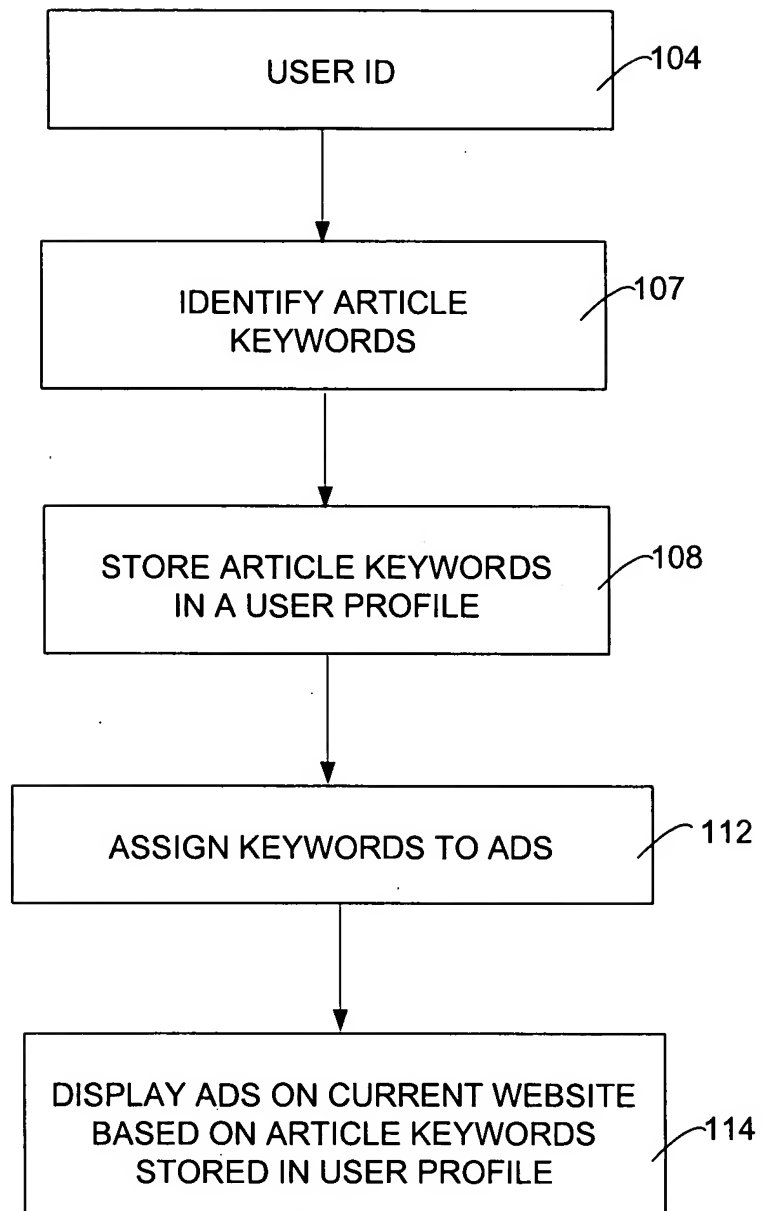 USER ID
104
IDENTIFY ARTICLE
KEYWORDS
107
STORE ARTICLE KEYWORDS
IN A USER PROFILE
108
ASSIGN KEYWORDS TO ADS
112
DISPLAY ADS ON CURRENT WEBSITE
BASED ON ARTICLE KEYWORDS
STORED IN USER PROFILE
114